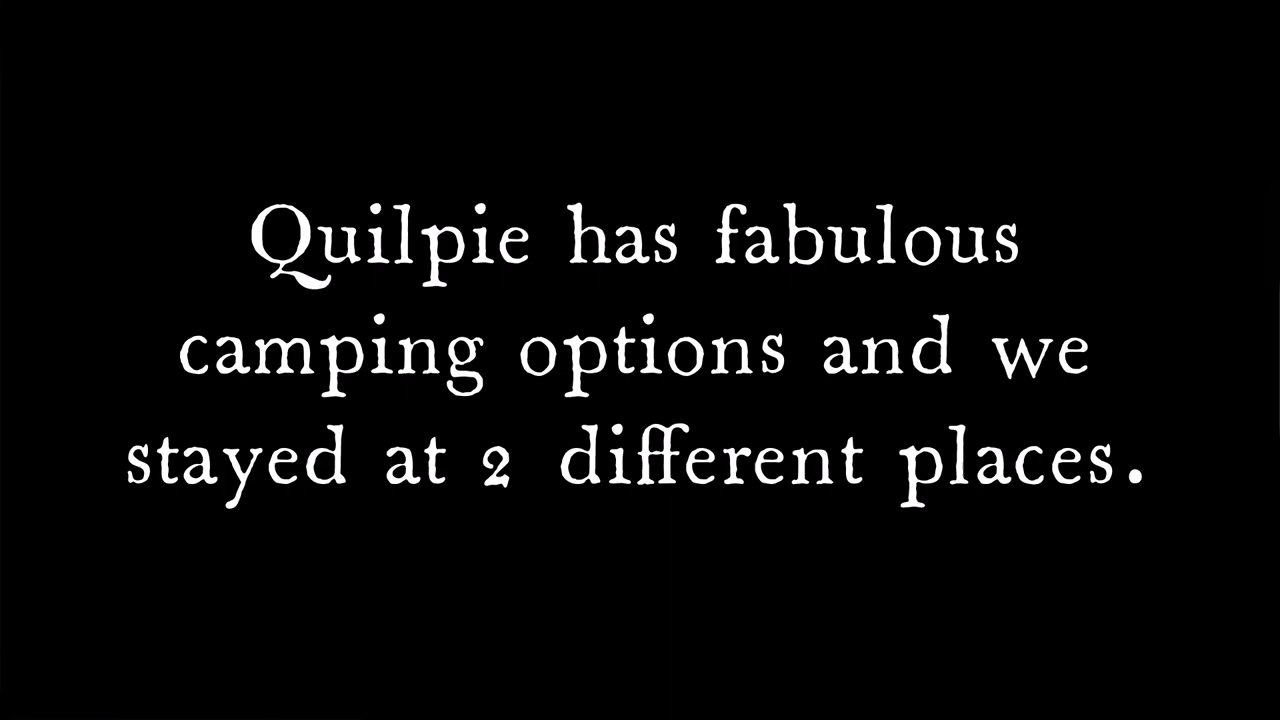 Quilpie has fabulous
camping options and we
stayed at 2 different places.